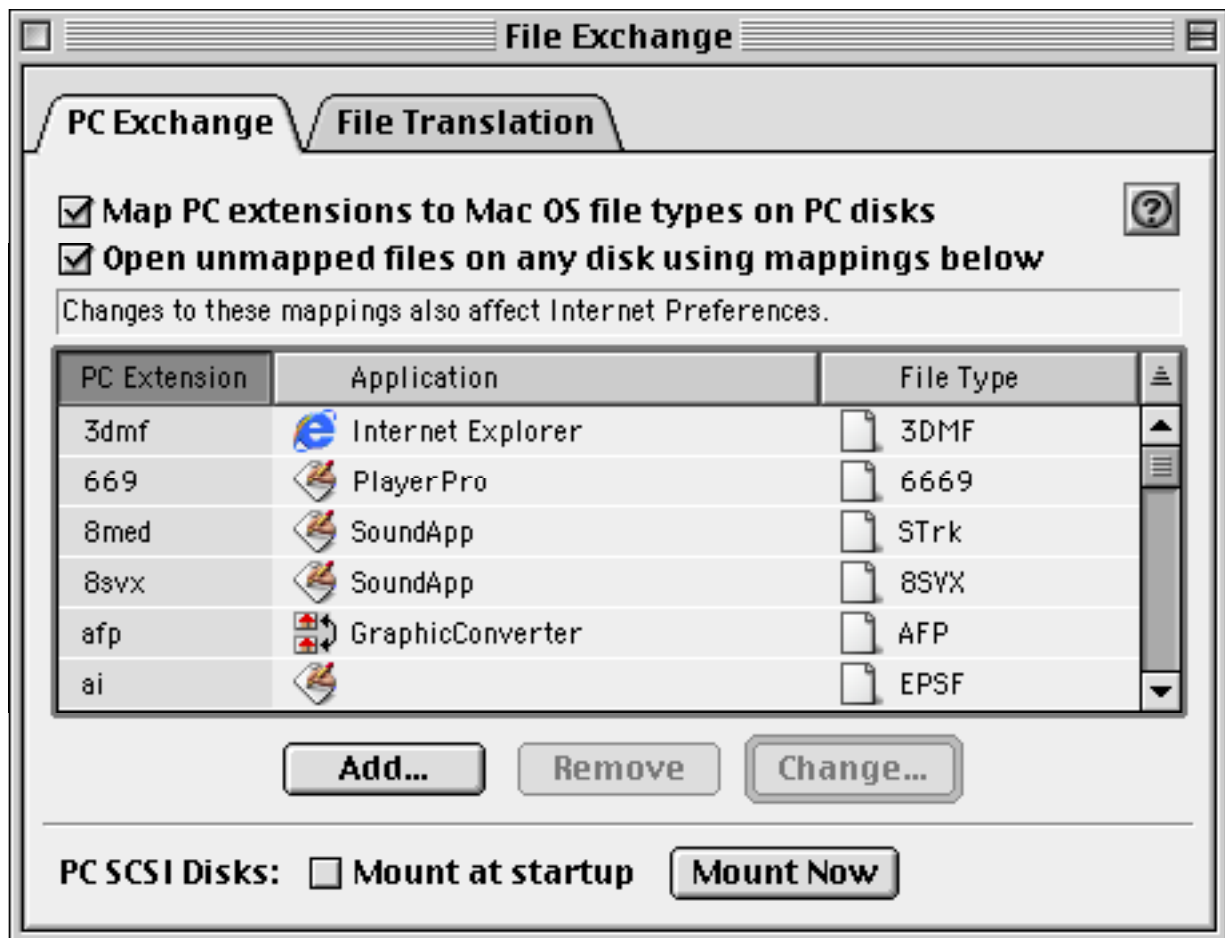 File Exchange
PC Exchange File Translation
Map PC extensions to Mac OS file types on PC disks
?
Open unmapped files on any disk using mappings below
Changes to these mappings also affect Internet Preferences.
PC Extension Application File Type
3dmf Internet Explorer 3DMF
669 PlayerPro 6669
8med SoundApp STrk
8svx SoundApp 8SVX
afp GraphicConverter AFP
ai EPSF
Add... Remove Change...
PC SCSI Disks: Mount at startup Mount Now